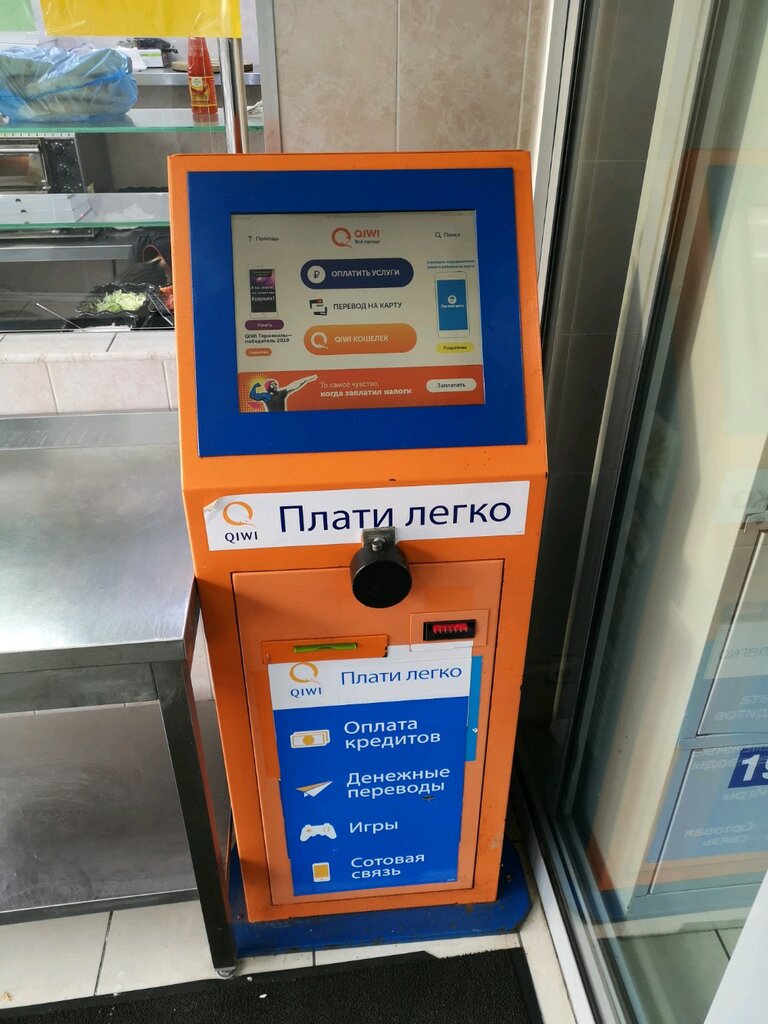 ? Помощь
QIWI
Всё проще
Поиск
ОПЛАТИТЬ УСЛУГИ
ПЕРЕВОД НА КАРТУ
QIWI КОШЕЛЕК
Узнать
QIWI Терминалы–
победитель 2019
Подробнее
То самое чувство,
когда заплатил налоги
Заплатить
QIWI
Плати легко
QIWI
Плати легко
Оплата
кредитов
Денежные
переводы
Игры
Сотовая
связь